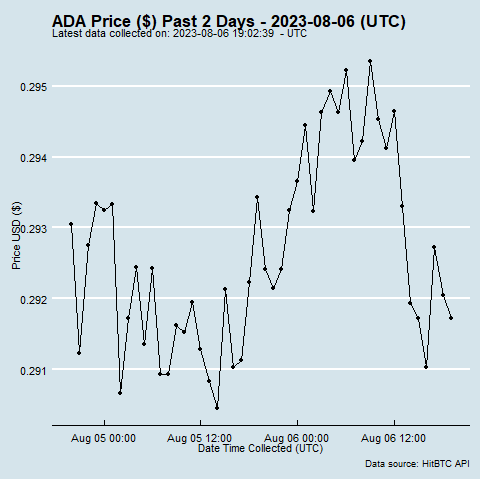 ADA Price ($) Past 2 Days - 2023-08-06 (UTC)
Latest data collected on: 2023-08-06 19:02:39  - UTC
0.295
0.294
0.293
0.292
0.291
Price USD ($)
Aug 05 00:00 Aug 05 12:00 Aug 06 00:00 Aug 06 12:00
Date Time Collected (UTC)
Data source: HitBTC API